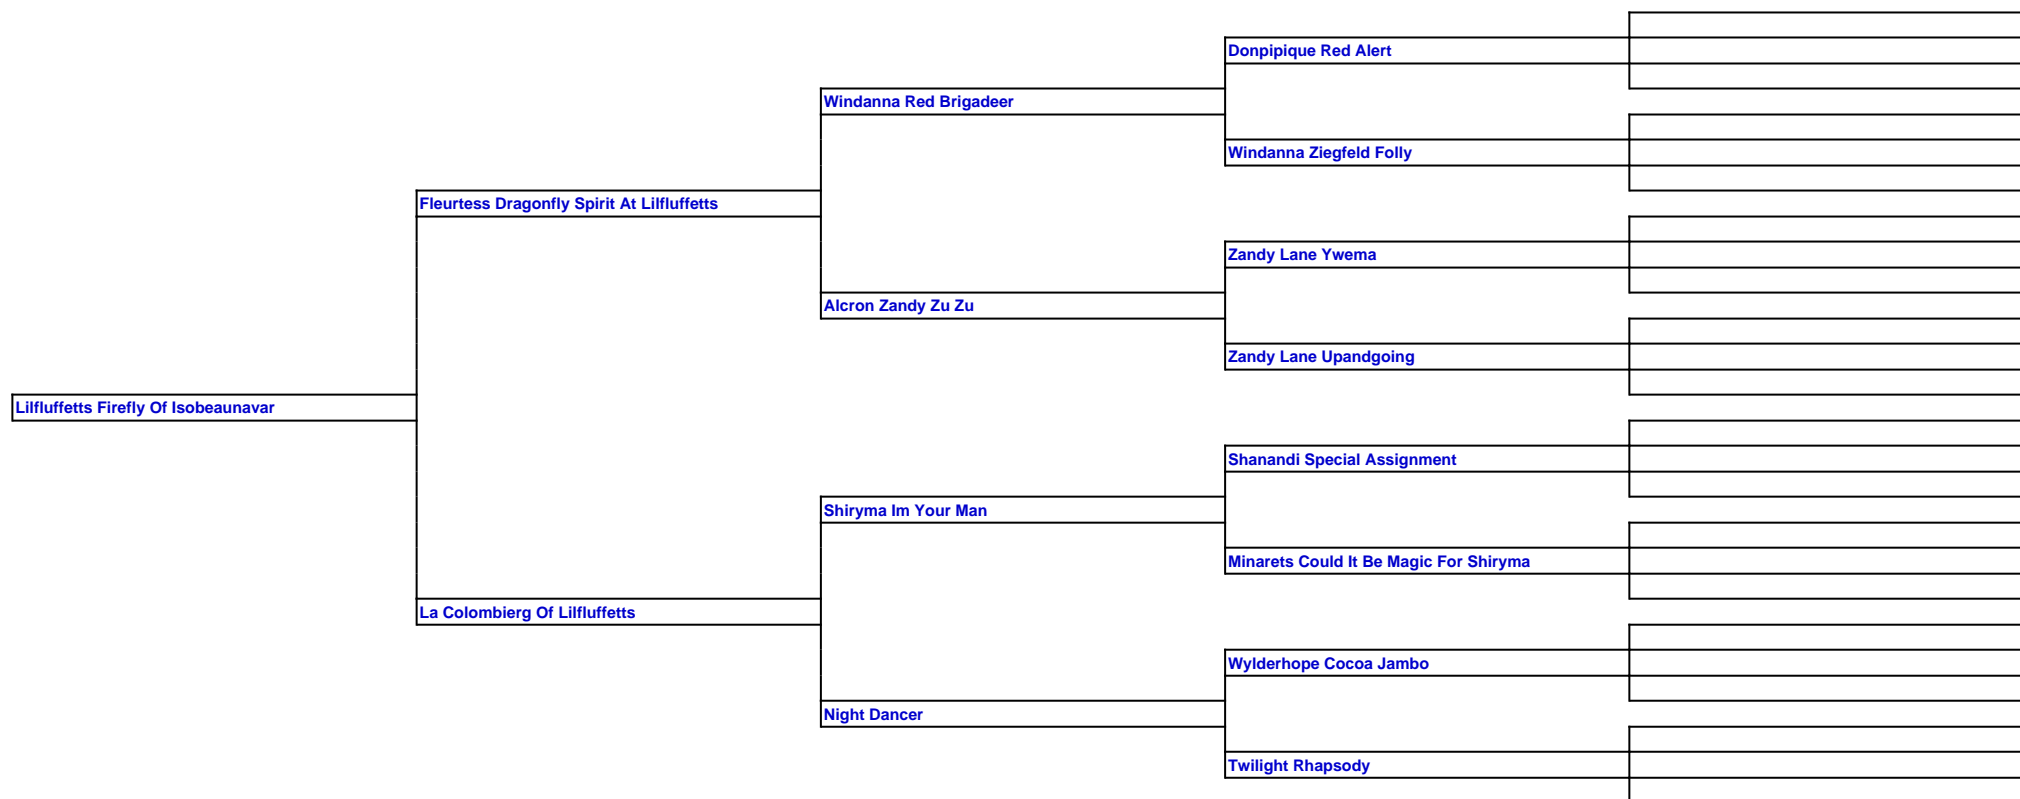 Donpipique Red Alert
Windanna Red Brigadeer
Windanna Ziegfeld Folly
Fleurtess Dragonfly Spirit At Lilfluffetts
Zandy Lane Ywema
Alcron Zandy Zu Zu
Zandy Lane Upandgoing
Lilfluffetts Firefly Of Isobeaunavar
Shanandi Special Assignment
Shiryma Im Your Man
Minarets Could It Be Magic For Shiryma
La Colombierg Of Lilfluffetts
Wylderhope Cocoa Jambo
Night Dancer
Twilight Rhapsody